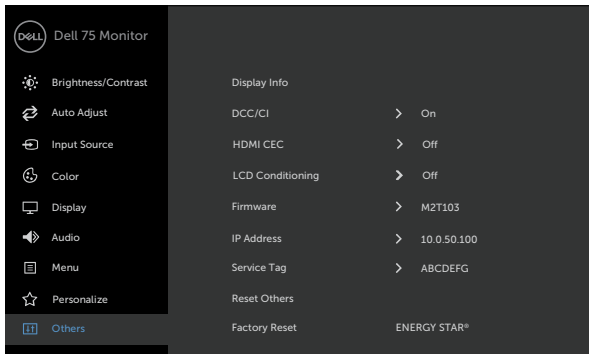 DELL Dell 75 Monitor
Brightness/Contrast Display Info
Auto Adjust DCC/CI > On
Input Source HDMI CEC > Off
Color LCD Conditioning > Off
Display Firmware > M2T103
Audio IP Address > 10.0.50.100
Menu Service Tag > ABCDEFG
Personalize Reset Others
Others Factory Reset ENERGY STAR®